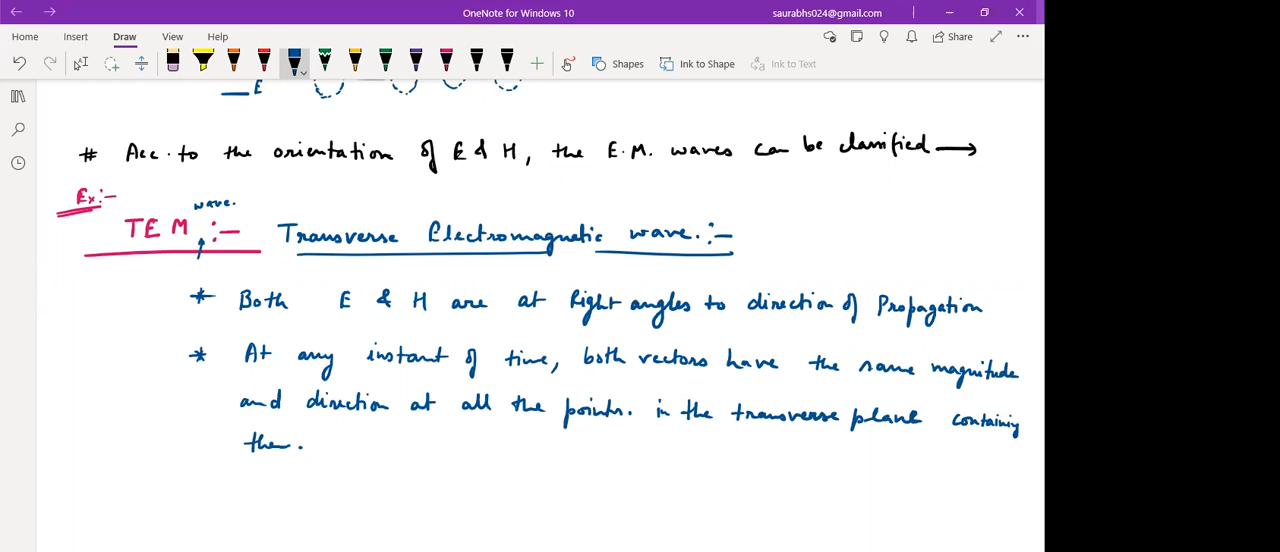 OneNote for Windows 10
saurabhs024@gmail.com
Home Insert Draw View Help
Shapes Ink to Shape Ink to Text Share
E
# Acc. to the orientation of E & H, the E.M. waves can be classified →
Ex:-
wave.
TEM :- Transverse Electromagnetic wave. :-
* Both E & H are at Right angles to direction of Propagation
* At any instant of time, both vectors have the same magnitude
and direction at all the points. in the transverse plane containing
them.